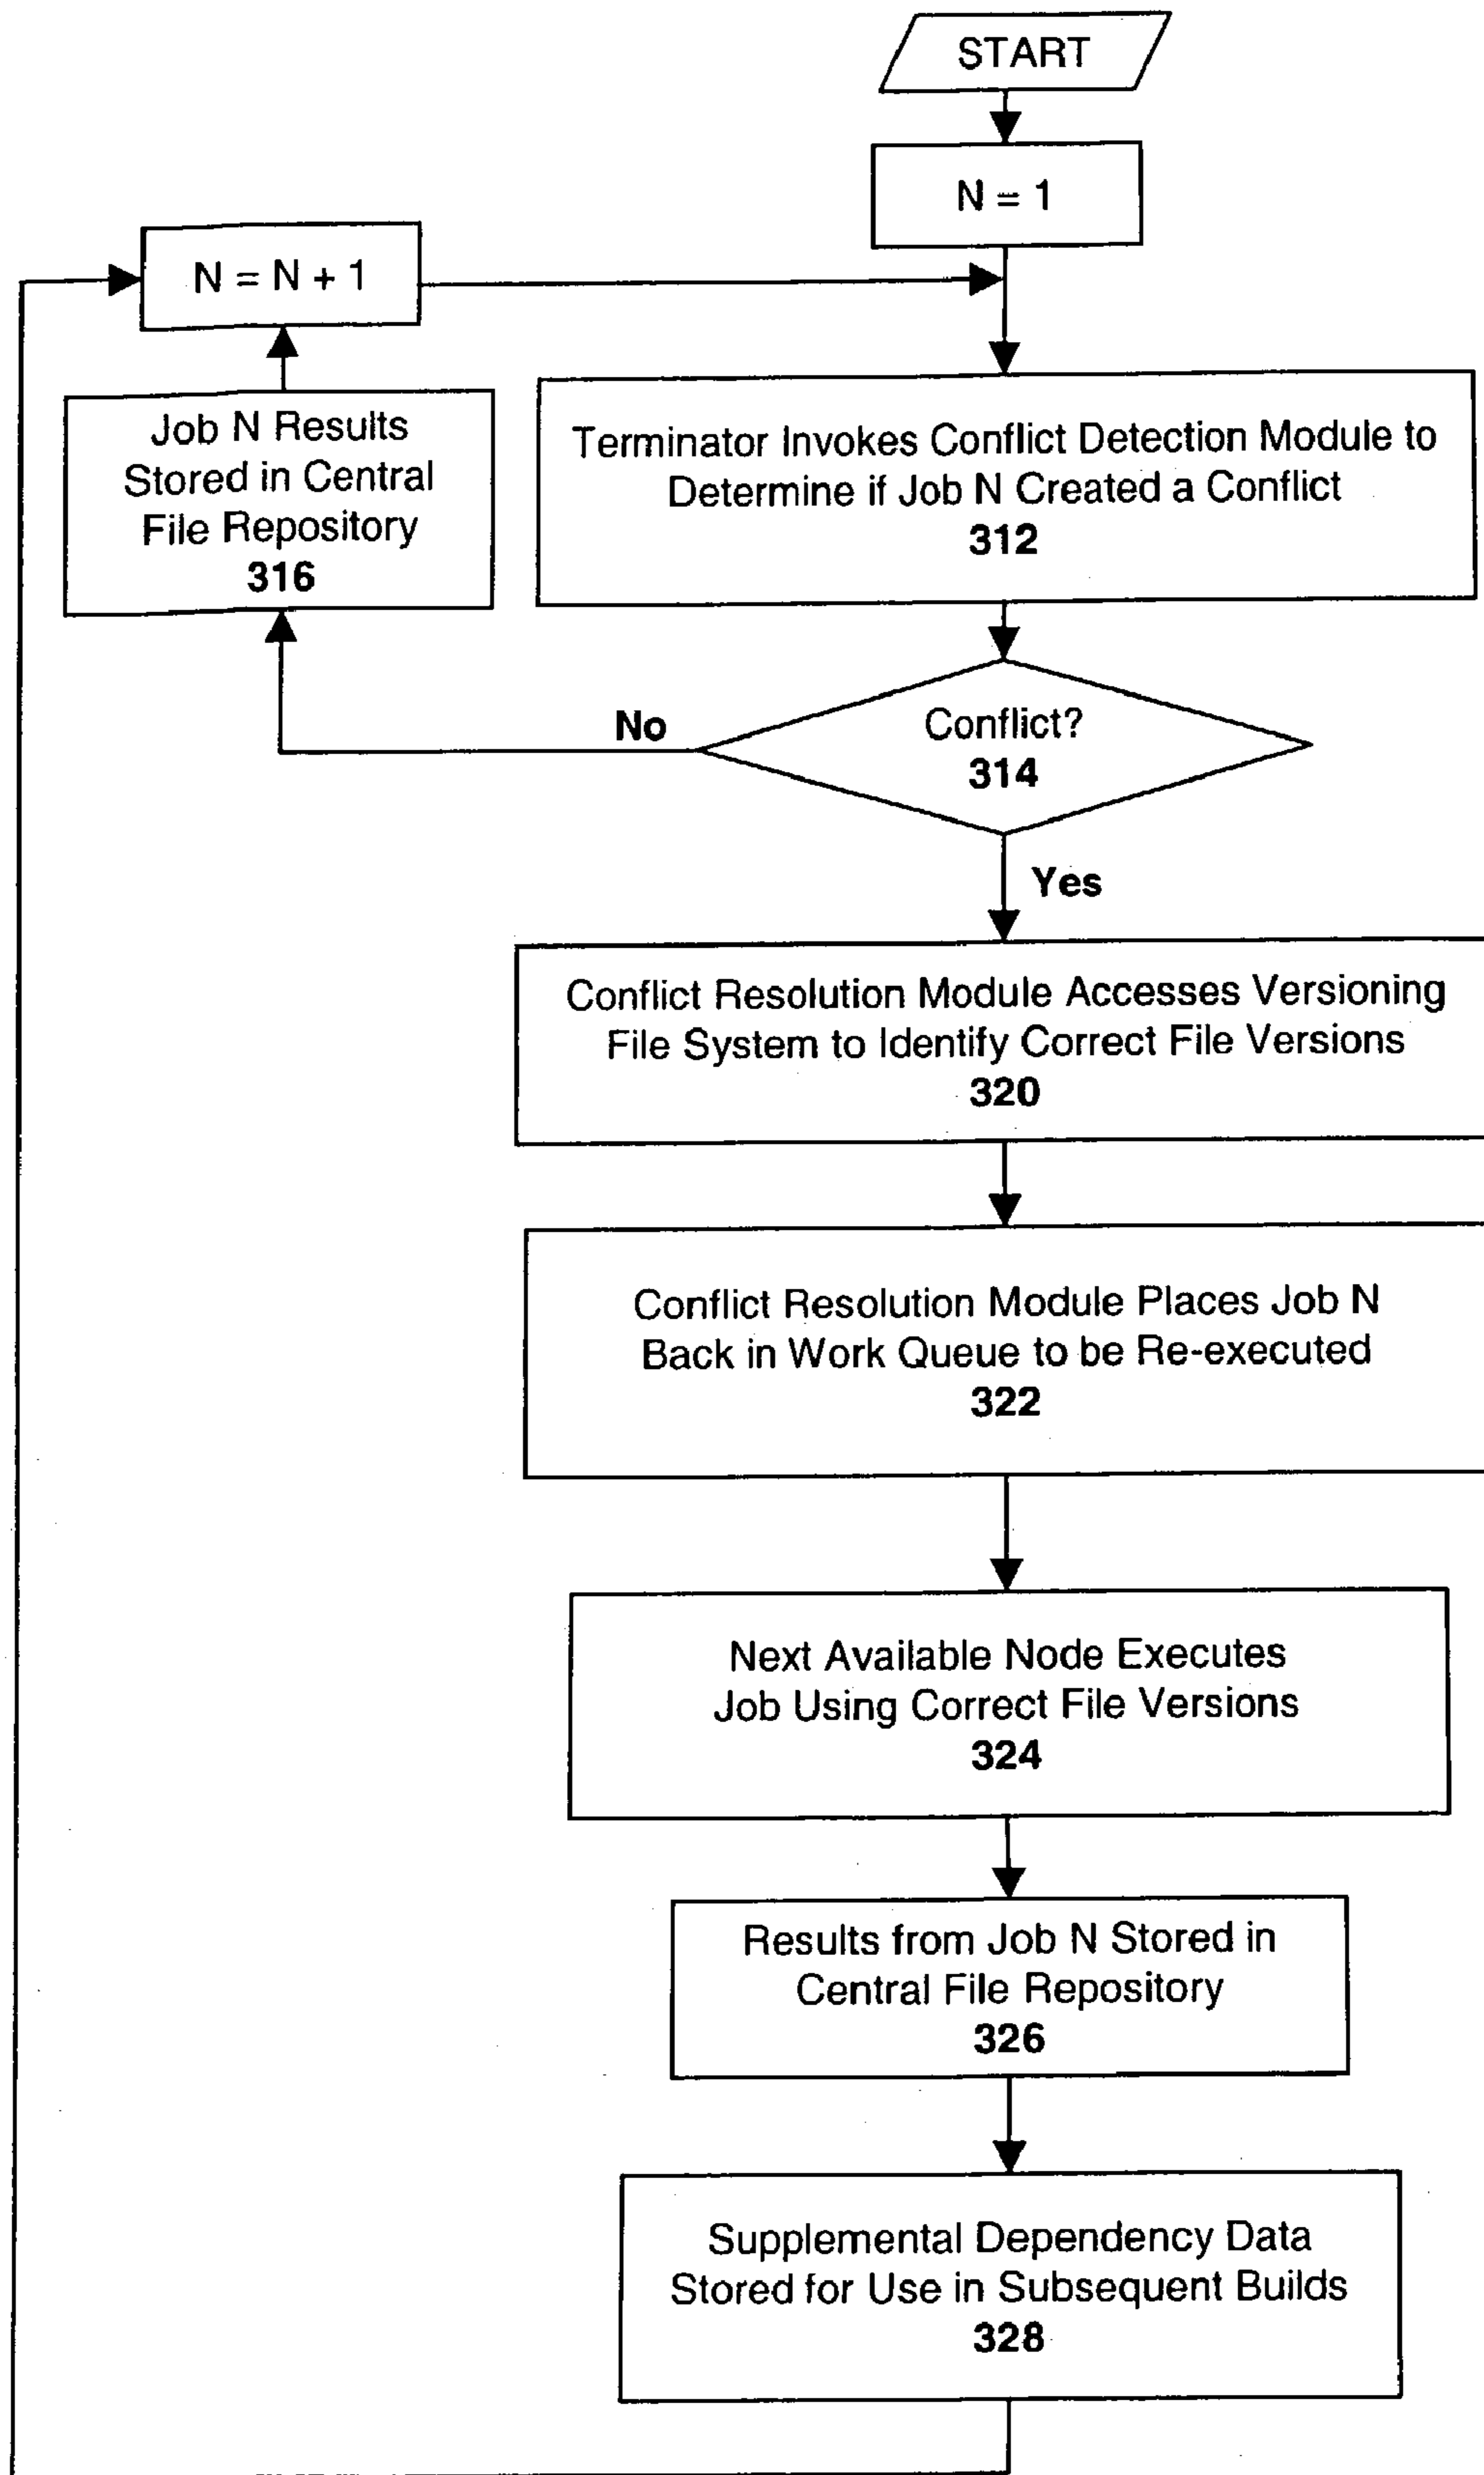 START
N = 1
N = N + 1
Job N Results
Stored in Central
File Repository
316
Terminator Invokes Conflict Detection Module to
Determine if Job N Created a Conflict
312
Conflict?
314
No
Yes
Conflict Resolution Module Accesses Versioning
File System to Identify Correct File Versions
320
Conflict Resolution Module Places Job N
Back in Work Queue to be Re-executed
322
Next Available Node Executes
Job Using Correct File Versions
324
Results from Job N Stored in
Central File Repository
326
Supplemental Dependency Data
Stored for Use in Subsequent Builds
328